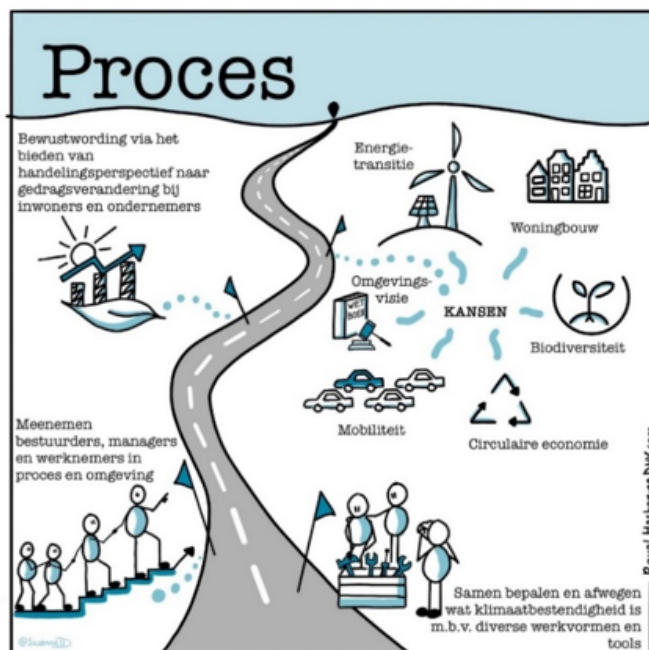 Proces
Bewustwording via het
bieden van
handelingsperspectief naar
gedragsverandering bij
inwoners en ondernemers
Energie-
transitie
Woningbouw
Omgevings-
visie
WET
BOEK
KANSEN
Biodiversiteit
Mobiliteit
Circulaire economie
Meenemen
bestuurders, managers
en werknemers in
proces en omgeving
Samen bepalen en afwegen
wat klimaatbestendigheid is
m.b.v. diverse werkvormen en
tools